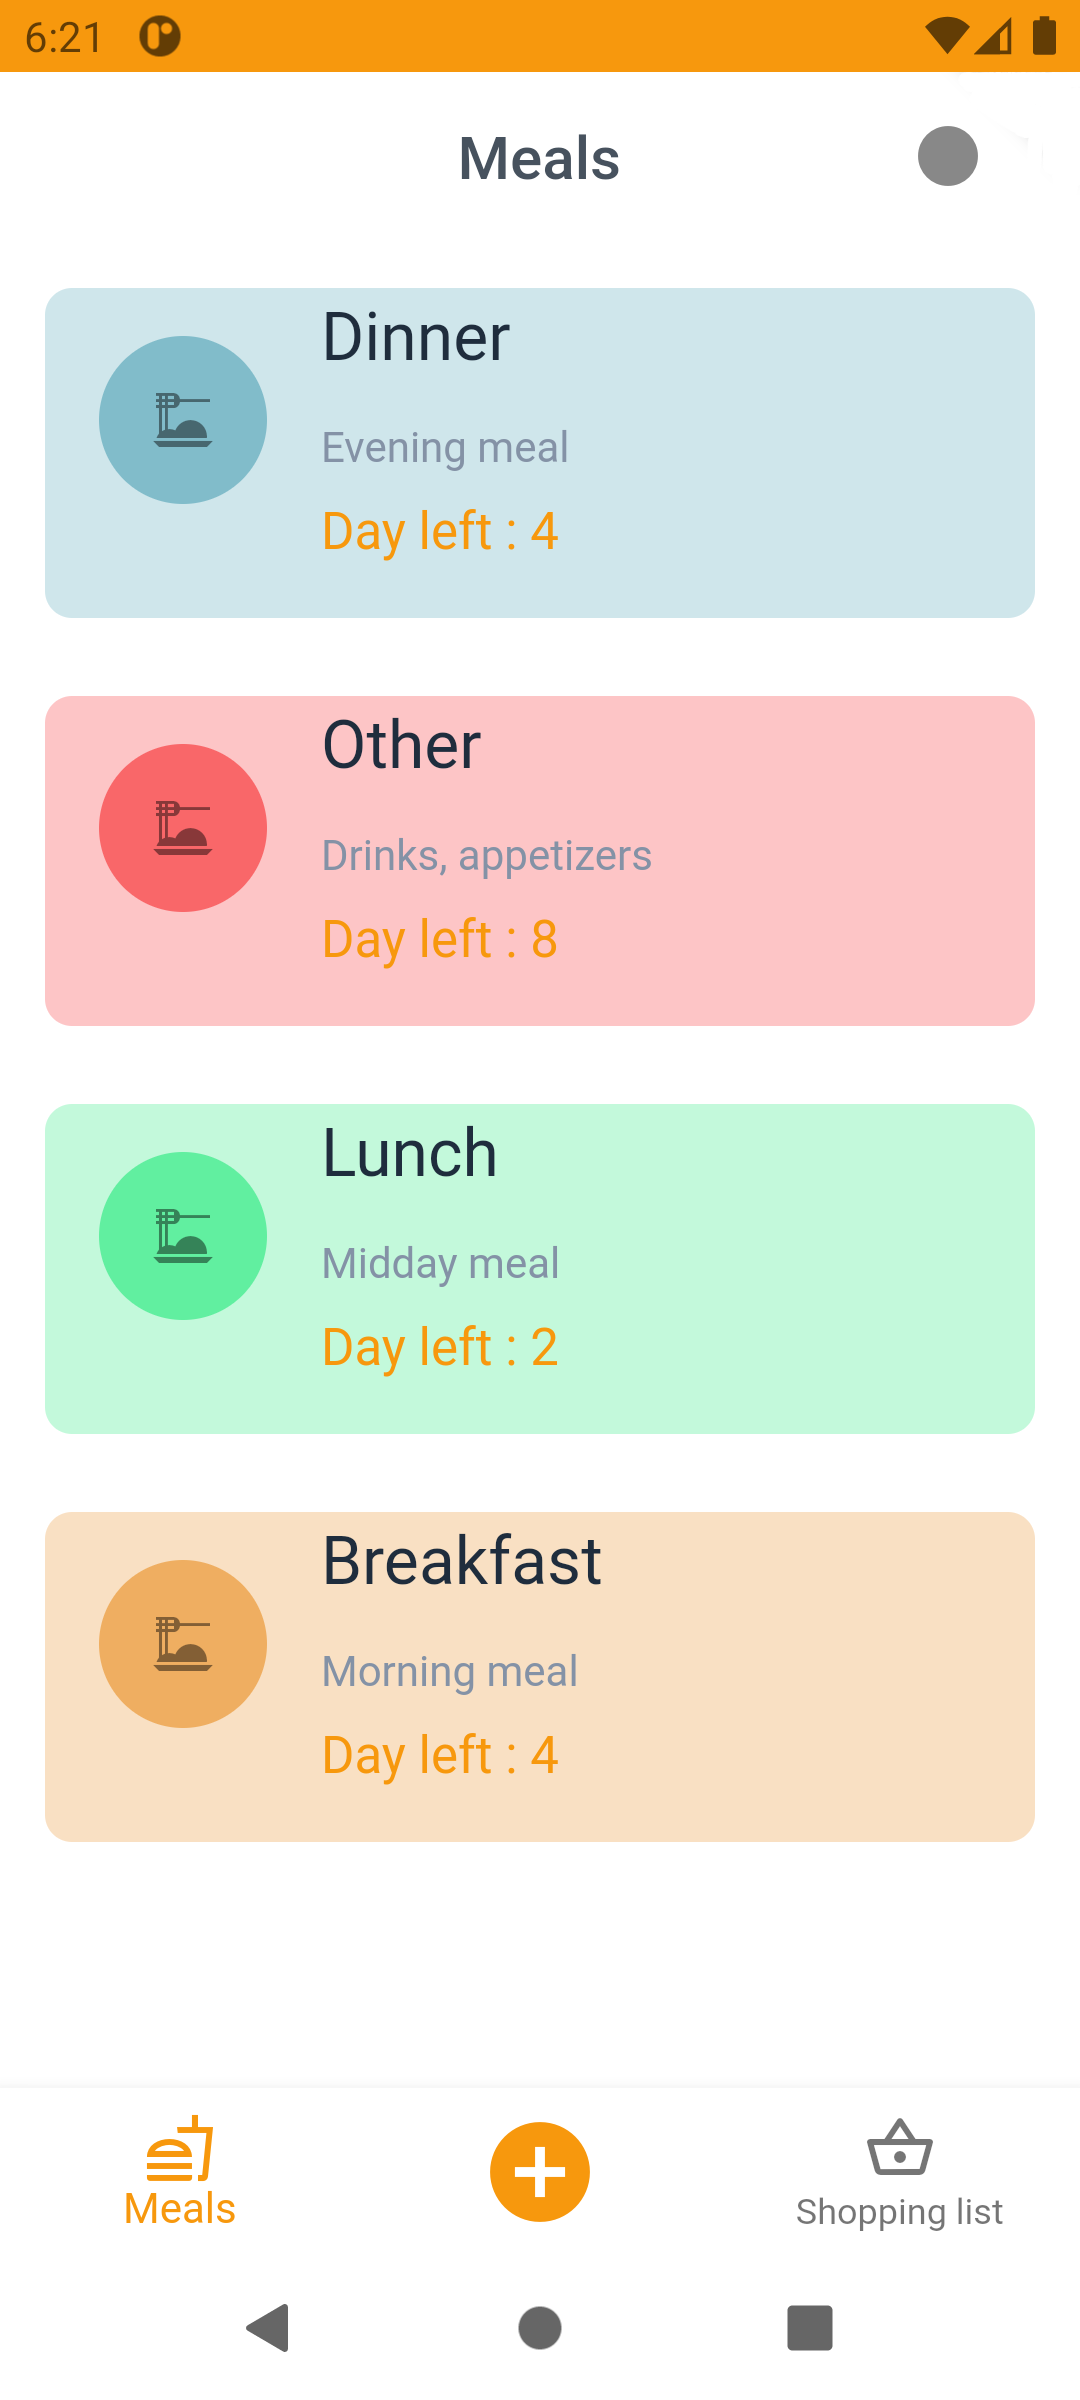 6:21
Meals
Dinner
Evening meal
Day left : 4
Other
Drinks, appetizers
Day left : 8
Lunch
Midday meal
Day left : 2
Breakfast
Morning meal
Day left : 4
Meals
Shopping list